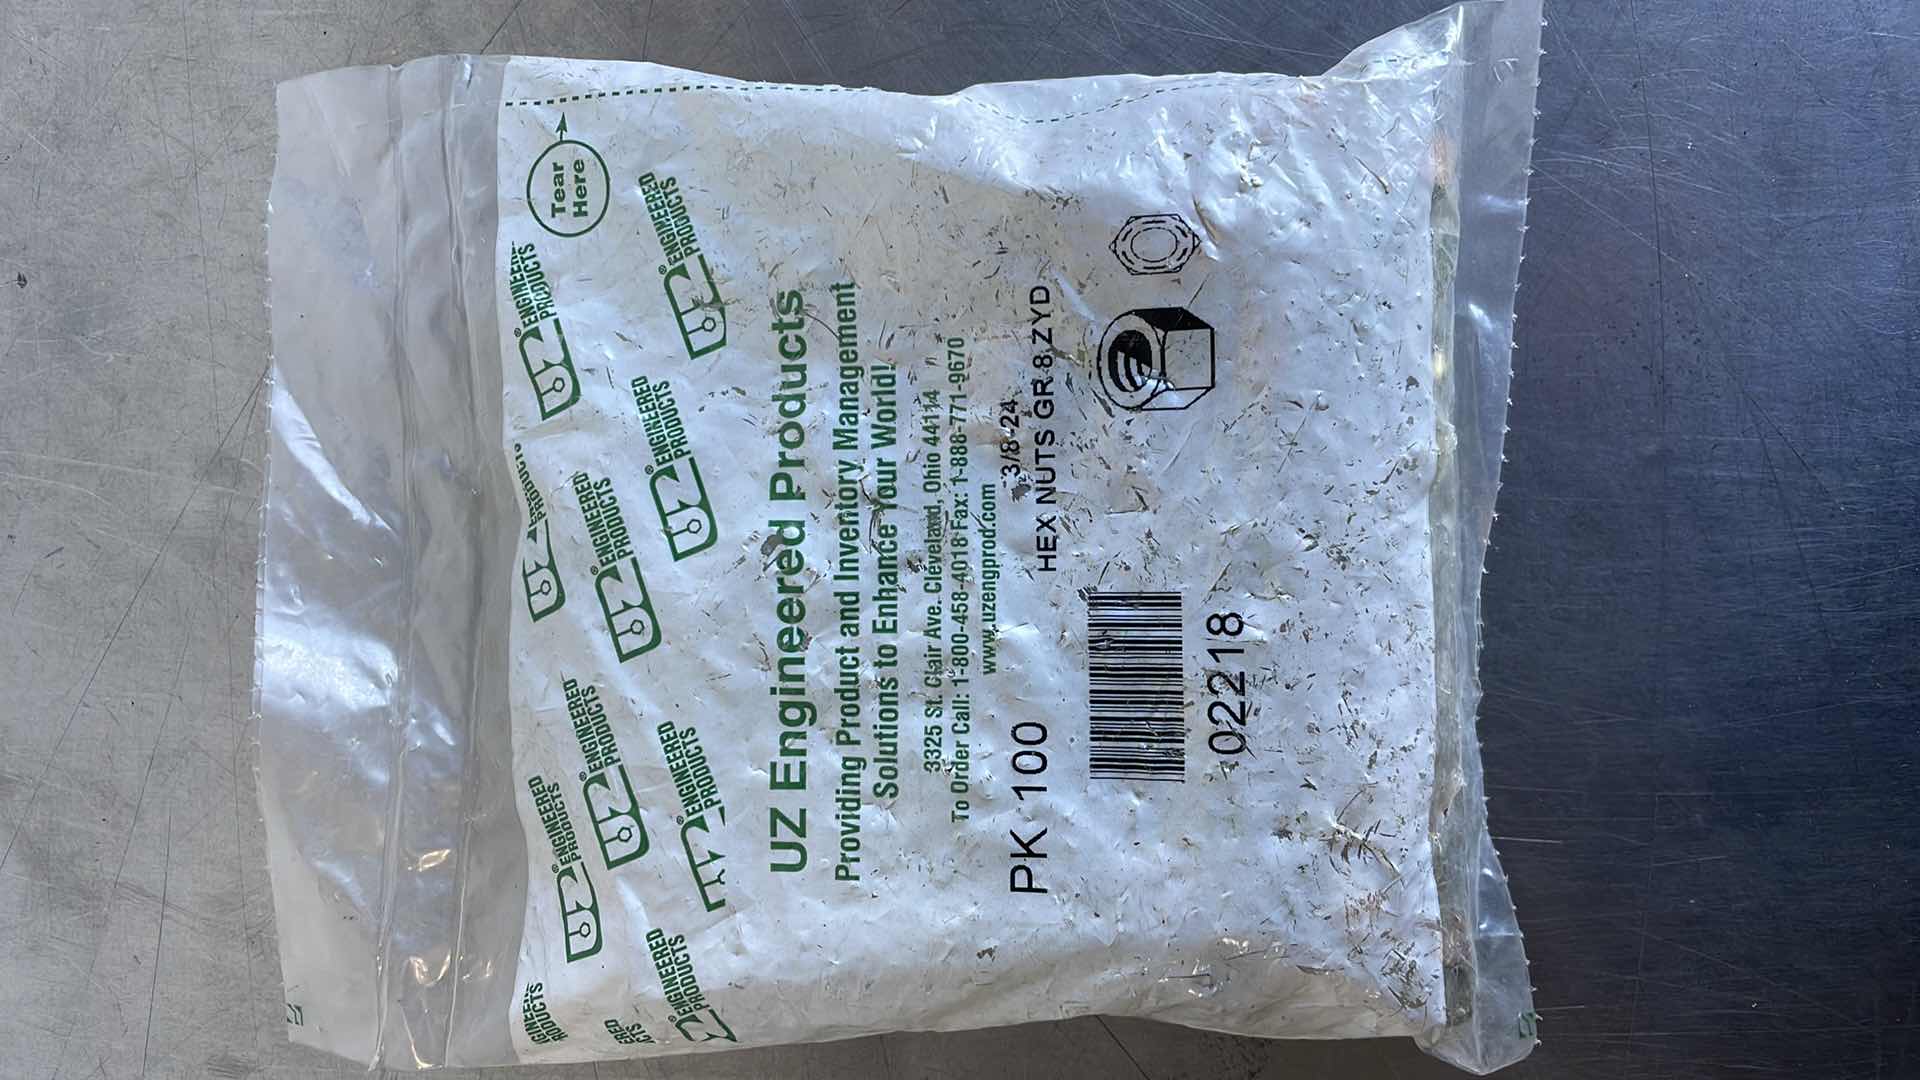 Tear
Here
UZ® ENGINEERED
PRODUCTS
UZ® ENGINEERED
PRODUCTS
UZ® ENGINEERED
PRODUCTS
UZ® ENGINEERED
PRODUCTS
UZ® ENGINEERED
PRODUCTS
UZ® ENGINEERED
PRODUCTS
ENGINEERED
PRODUCTS
® ENGINEERED
PRODUCTS
UZ Engineered Products
Providing Product and Inventory Management
Solutions to Enhance Your World!
3325 St. Clair Ave. Cleveland, Ohio 44114
To Order Call: 1-800-458-4018 Fax: 1-888-771-9670
www.uzengprod.com
PK 100
3/8-24
HEX NUTS GR 8 ZYD
02218